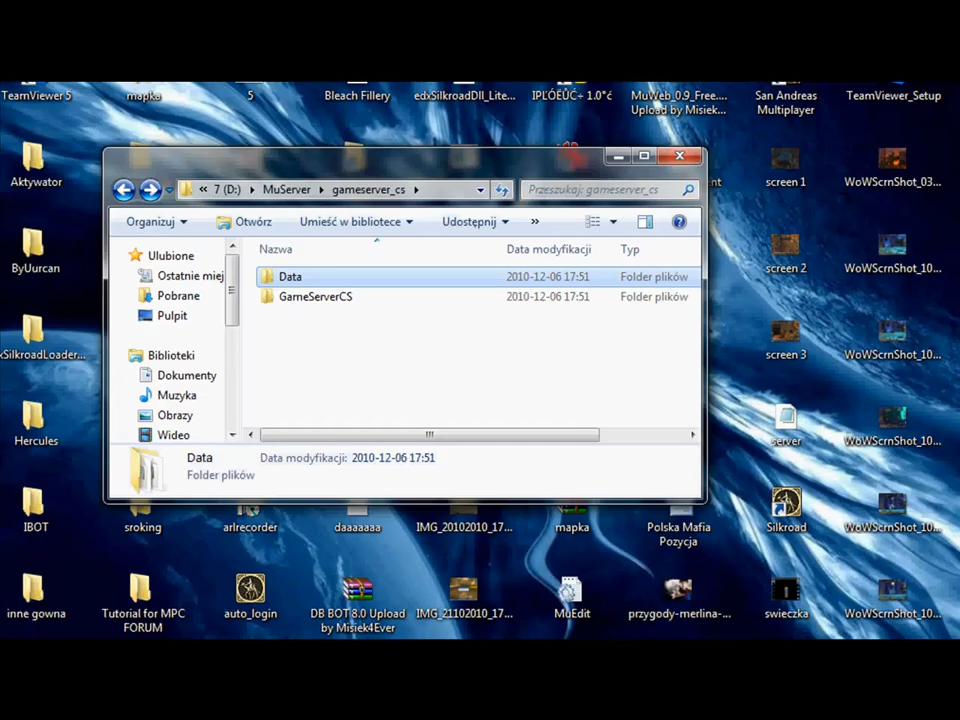 TeamViewer 5
mapka
5
Bleach Fillery
edxSilkroadDll_Lite...
MuWeb_0.9_Free....
Upload by Misiek...
San Andreas
Multiplayer
TeamViewer_Setup
Aktywator
screen 1
WoWScrnShot_03...
ByUurcan
screen 2
WoWScrnShot_10...
xSilkroadLoader...
screen 3
WoWScrnShot_10...
Hercules
server
WoWScrnShot_10...
« 7 (D:) MuServer gameserver_cs
Przeszukaj: gameserver_cs
Organizuj
Otwórz
Umieść w bibliotece
Udostępnij
»
Ulubione
Ostatnie miej
Pobrane
Pulpit
Biblioteki
Dokumenty
Muzyka
Obrazy
Wideo
Nazwa Data modyfikacji Typ
Data 2010-12-06 17:51 Folder plików
GameServerCS 2010-12-06 17:51 Folder plików
Data Data modyfikacji: 2010-12-06 17:51
Folder plików
IBOT
sroking
arlrecorder
daaaaaaa
IMG_20102010_17...
mapka
Polska Mafia
Pozycja
Silkroad
WoWScrnShot_10...
inne gowna
Tutorial for MPC
FORUM
auto_login
DB BOT 8.0 Upload
by Misiek4Ever
IMG_21102010_17...
MuEdit
przygody-merlina-...
swieczka
WoWScrnShot_10...